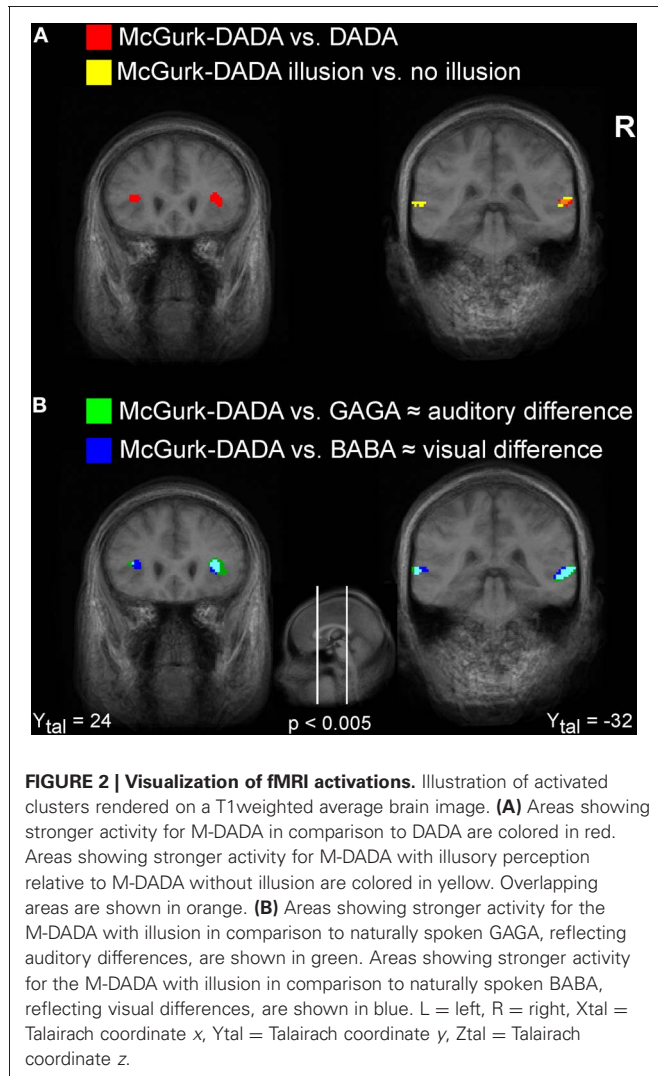 A
McGurk-DADA vs. DADA
McGurk-DADA illusion vs. no illusion
R
B
McGurk-DADA vs. GAGA ≈ auditory difference
McGurk-DADA vs. BABA ≈ visual difference
Ytal = 24
p < 0.005
Ytal = -32
FIGURE 2 | Visualization of fMRI activations. Illustration of activated
clusters rendered on a T1weighted average brain image. (A) Areas showing
stronger activity for M-DADA in comparison to DADA are colored in red.
Areas showing stronger activity for M-DADA with illusory perception
relative to M-DADA without illusion are colored in yellow. Overlapping
areas are shown in orange. (B) Areas showing stronger activity for the
M-DADA with illusion in comparison to naturally spoken GAGA, reflecting
auditory differences, are shown in green. Areas showing stronger activity
for the M-DADA with illusion in comparison to naturally spoken BABA,
reflecting visual differences, are shown in blue. L = left, R = right, Xtal =
Talairach coordinate x, Ytal = Talairach coordinate y, Ztal = Talairach
coordinate z.